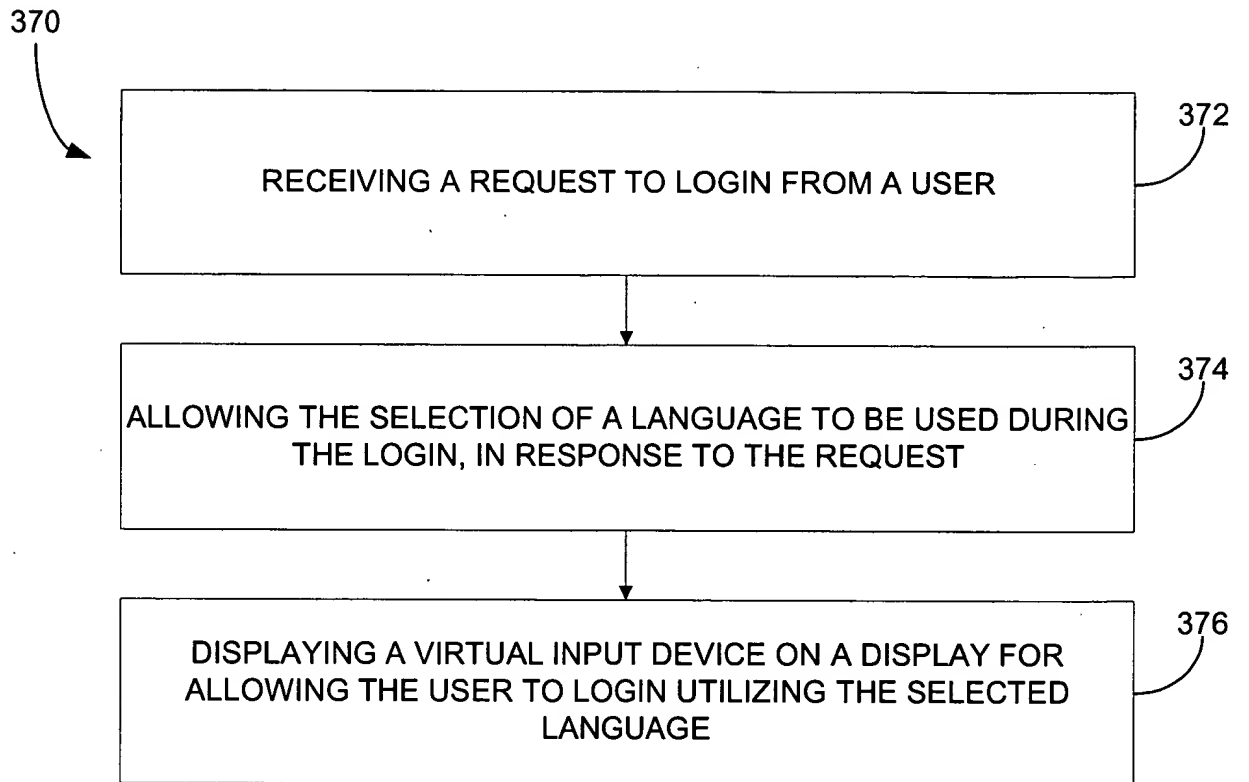 370
372
RECEIVING A REQUEST TO LOGIN FROM A USER
374
ALLOWING THE SELECTION OF A LANGUAGE TO BE USED DURING
THE LOGIN, IN RESPONSE TO THE REQUEST
376
DISPLAYING A VIRTUAL INPUT DEVICE ON A DISPLAY FOR
ALLOWING THE USER TO LOGIN UTILIZING THE SELECTED
LANGUAGE